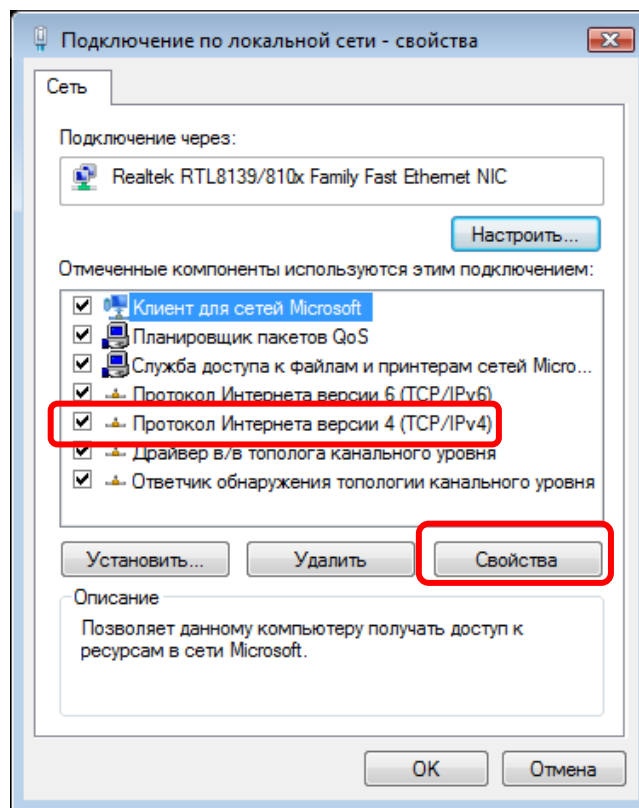 Подключение по локальной сети - свойства
Сеть
Подключение через:
Realtek RTL8139/810x Family Fast Ethernet NIC
Настроить...
Отмеченные компоненты используются этим подключением:
Клиент для сетей Microsoft
Планировщик пакетов QoS
Служба доступа к файлам и принтерам сетей Micro...
Протокол Интернета версии 6 (TCP/IPv6)
Протокол Интернета версии 4 (TCP/IPv4)
Драйвер в/в тополога канального уровня
Ответчик обнаружения топологии канального уровня
Установить...
Удалить
Свойства
Описание
Позволяет данному компьютеру получать доступ к
ресурсам в сети Microsoft.
OK
Отмена